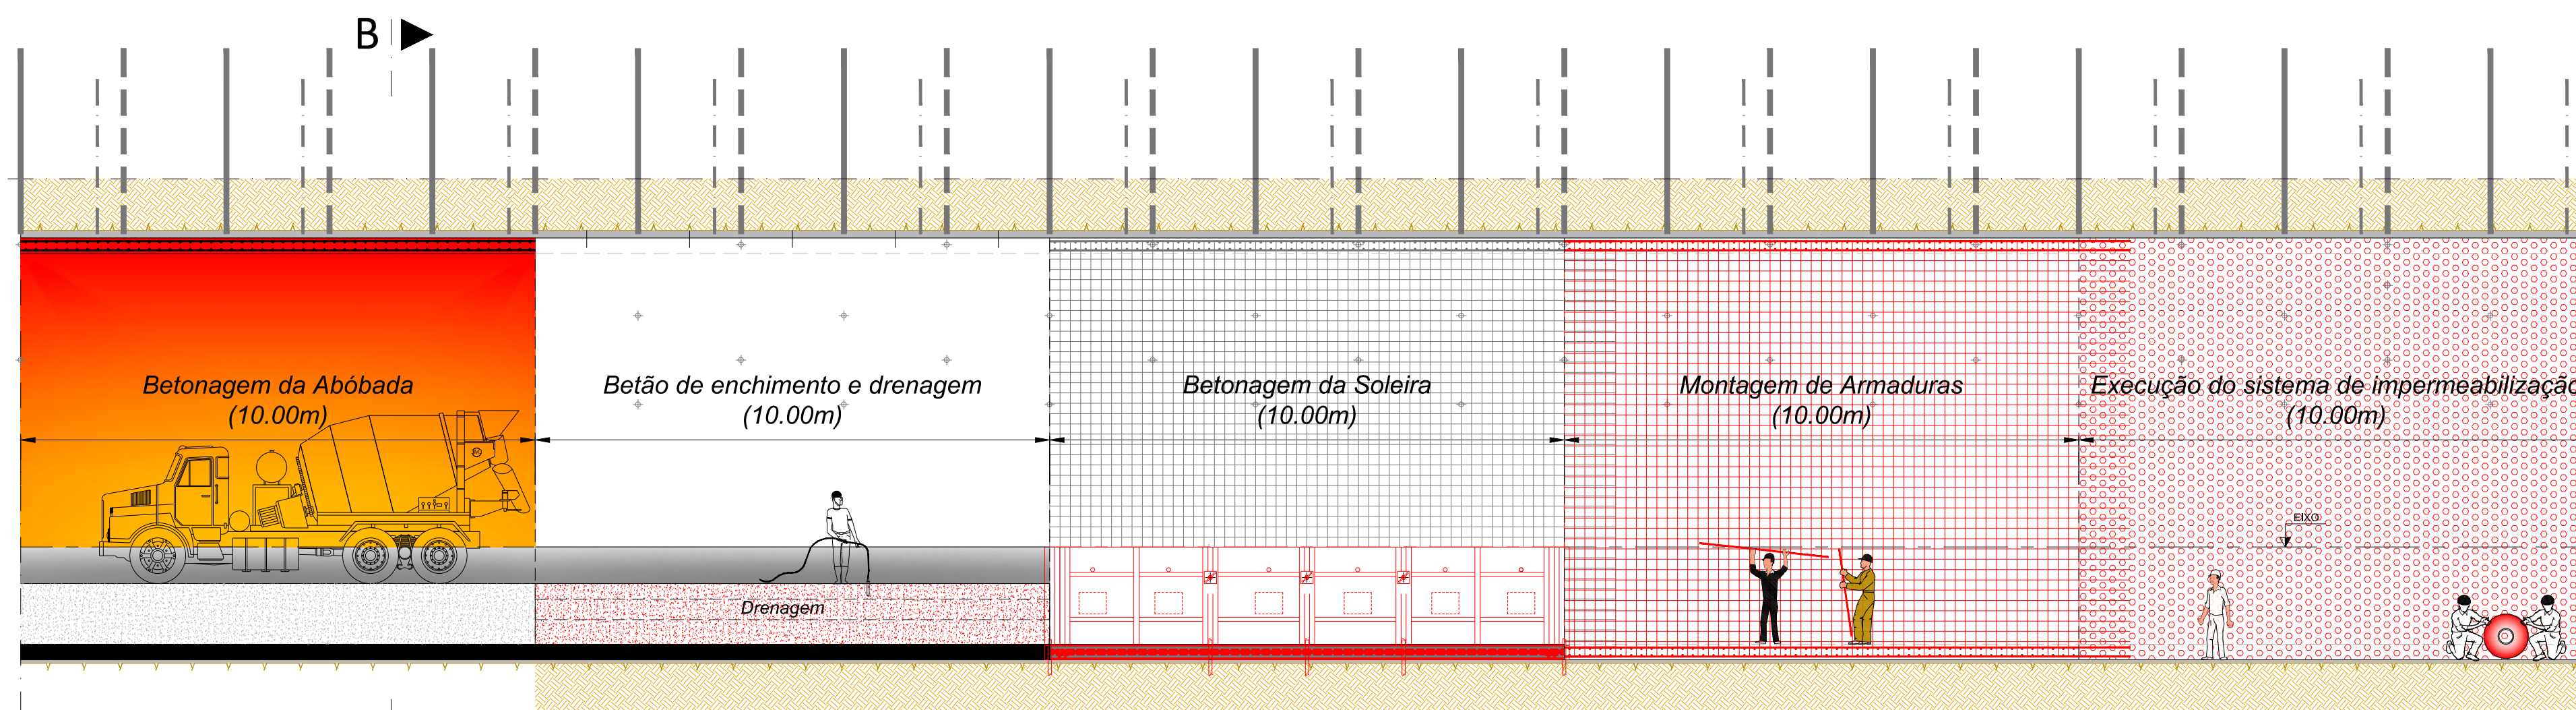 B
Betonagem da Abóbada
(10.00m)
Betão de enchimento e drenagem
(10.00m)
Betonagem da Soleira
(10.00m)
Montagem de Armaduras
(10.00m)
Execução do sistema de impermeabilização
(10.00m)
EIXO
Drenagem